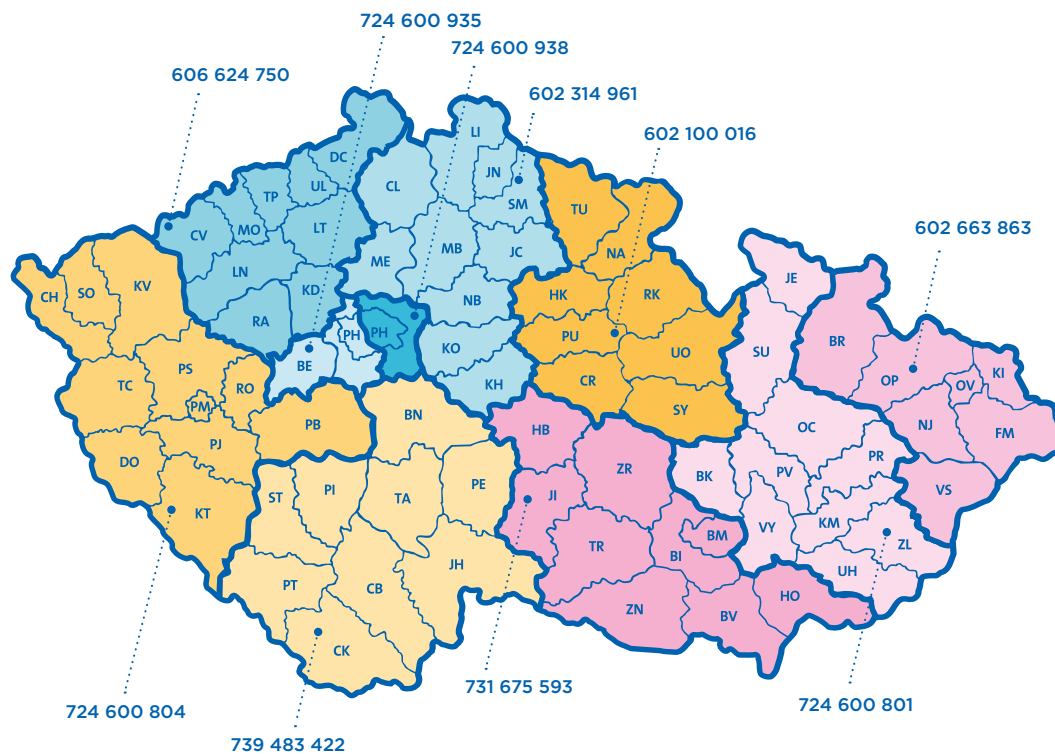 724 600 935
724 600 938
606 624 750
602 314 961
602 100 016
602 663 863
LI
DC
JN
UL
CL
TP
SM
TU
CV
MO
LT
MB
JC
NA
ME
LN
KD
JE
CH
SO
KV
NB
HK
RK
RA
PH
PH
PU
BR
BE
KO
UO
SU
PS
TC
RO
KH
CR
OP
OV
KI
PM
SY
BN
PB
HB
OC
NJ
FM
DO
PJ
ZR
PR
PV
BK
VS
ST
PI
TA
PE
JI
KT
VY
KM
BM
TR
BI
ZL
JH
UH
PT
CB
ZN
BV
HO
CK
731 675 593
724 600 801
724 600 804
739 483 422